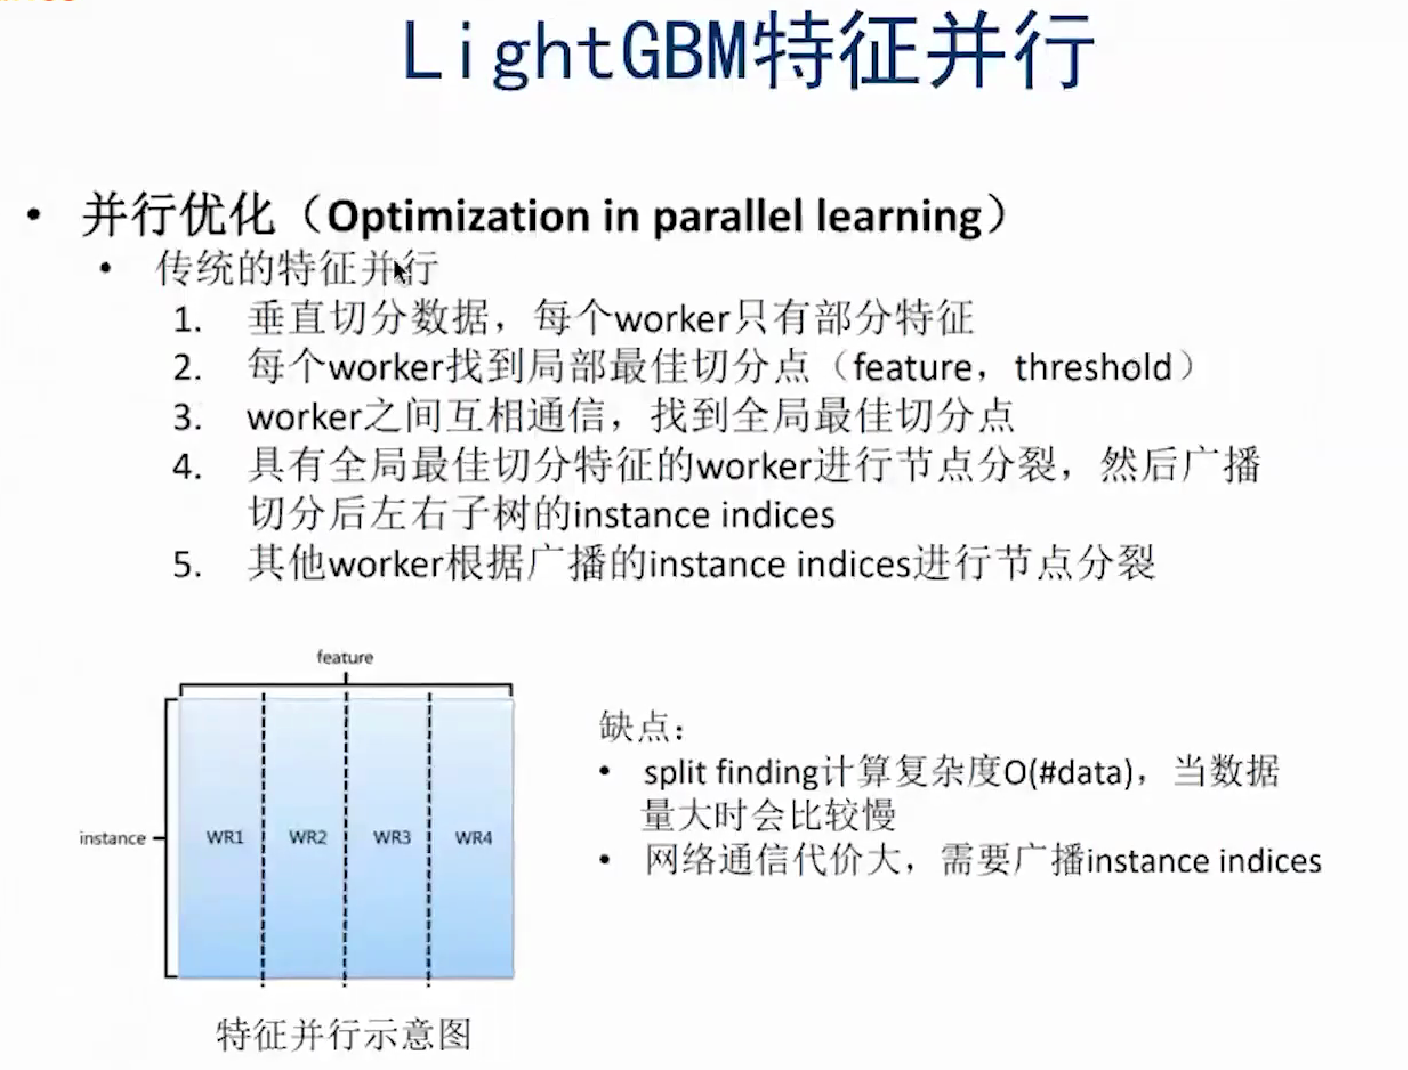 LightGBM特征并行
• 并行优化（Optimization in parallel learning）
• 传统的特征并行
1. 垂直切分数据，每个worker只有部分特征
2. 每个worker找到局部最佳切分点（feature，threshold）
3. worker之间互相通信，找到全局最佳切分点
4. 具有全局最佳切分特征的worker进行节点分裂，然后广播
切分后左右子树的instance indices
5. 其他worker根据广播的instance indices进行节点分裂
feature
instance
WR1 WR2 WR3 WR4
特征并行示意图
缺点：
• split finding计算复杂度O(#data)，当数据
量大时会比较慢
• 网络通信代价大，需要广播instance indices